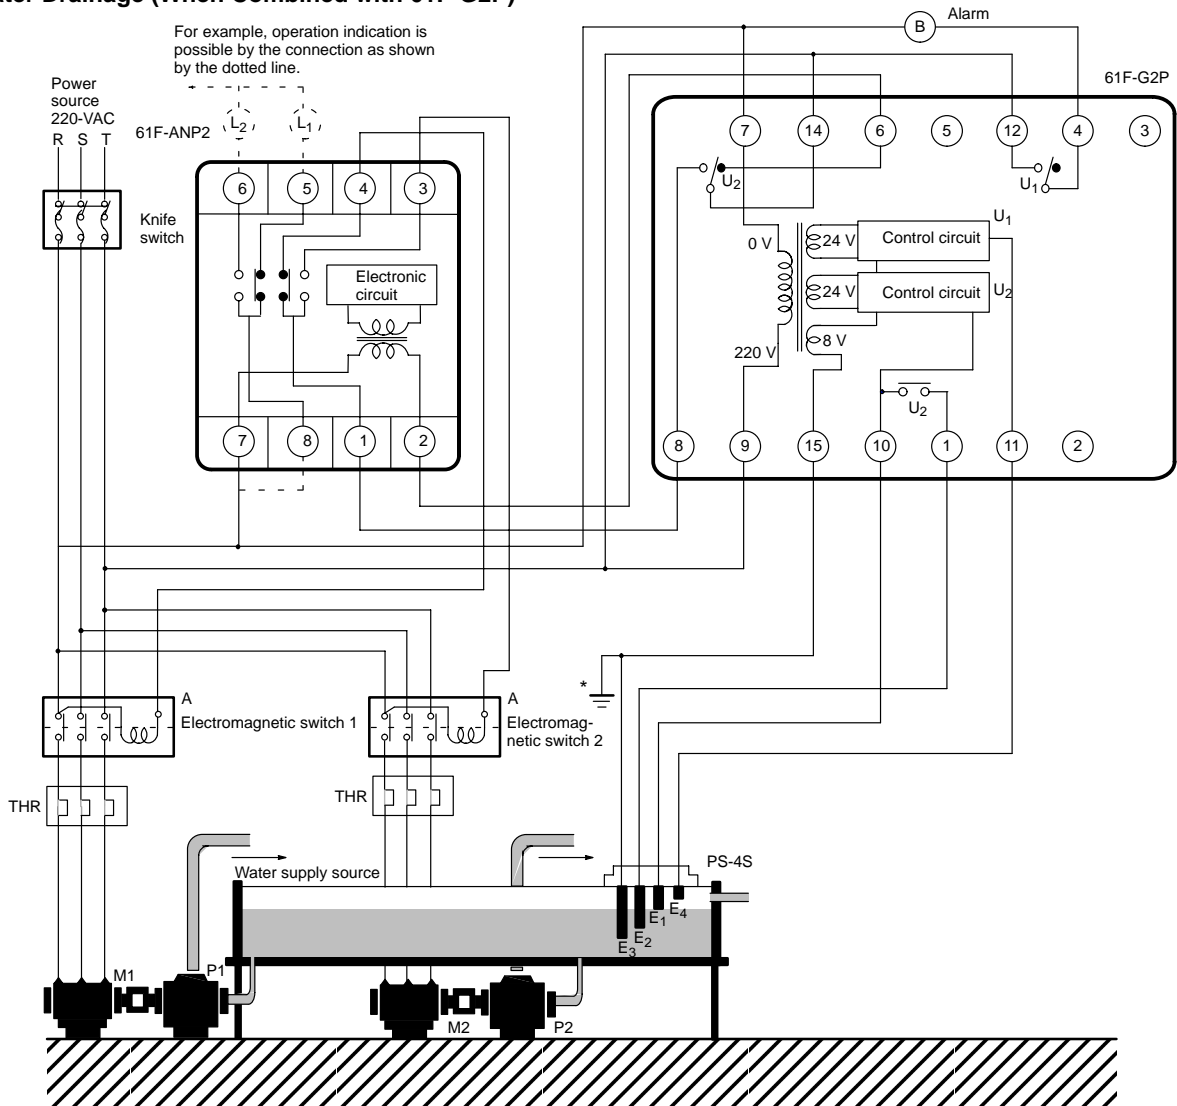 ater Drainage (When Combined with 61F-G2P)
For example, operation indication is
possible by the connection as shown
by the dotted line.
Power
source
220-VAC
R S T
61F-ANP2
L2
L1
Knife
switch
6 5 4 3
Electronic
circuit
7 8 1 2
B
Alarm
61F-G2P
7 14 6 5 12 4 3
U2
U1
0 V
220 V
24 V
Control circuit
U1
24 V
Control circuit
U2
8 V
U2
8 9 15 10 1 11 2
*
A
Electromagnetic switch 1
A
Electromag-
netic switch 2
THR
THR
Water supply source
PS-4S
E3
E2
E1
E4
M1
P1
M2
P2